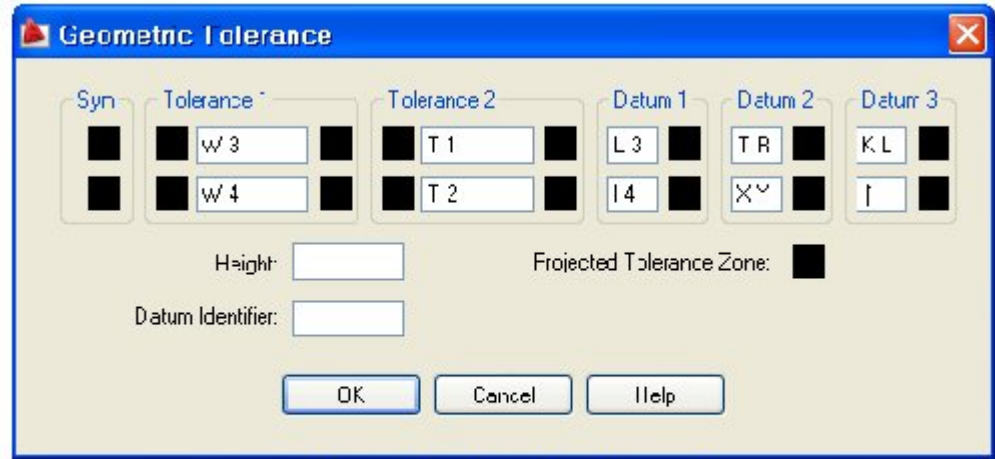 Geometric Tolerance
Sym Tolerance 1 Tolerance 2 Datum 1 Datum 2 Datum 3
W 3 T 1 L 3 T R K L
W 4 T 2 X Y
Height: Projected Tolerance Zone:
Datum Identifier:
OK Cancel Help